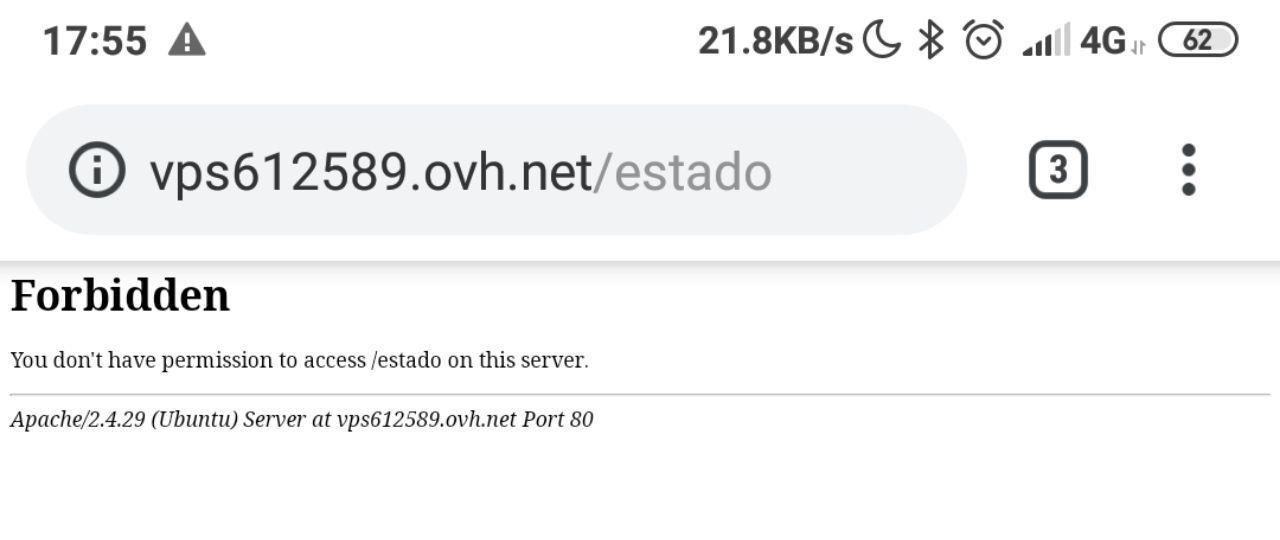 17:55 21.8KB/s 4G 62
vps612589.ovh.net/estado 3
Forbidden
You don't have permission to access /estado on this server.
Apache/2.4.29 (Ubuntu) Server at vps612589.ovh.net Port 80